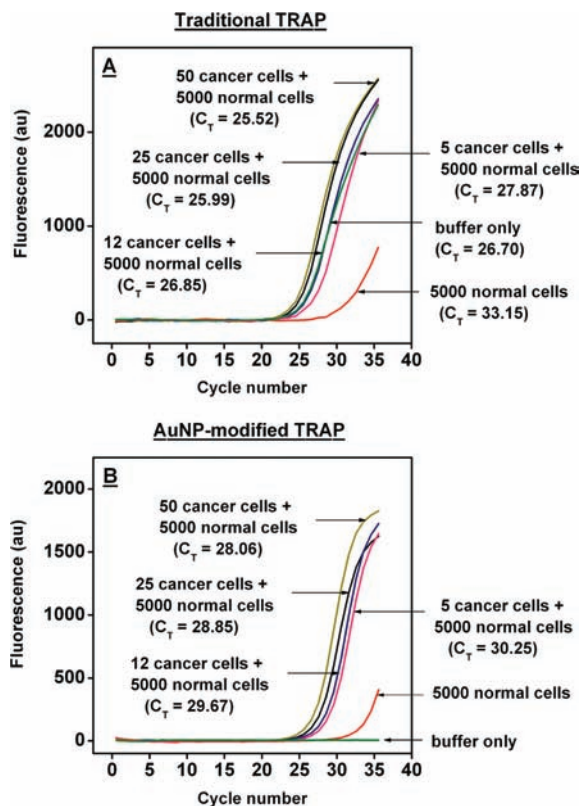 Traditional TRAP
A
50 cancer cells +
5000 normal cells
(CT = 25.52)
25 cancer cells +
5000 normal cells
(CT = 25.99)
12 cancer cells +
5000 normal cells
(CT = 26.85)
5 cancer cells +
5000 normal cells
(CT = 27.87)
buffer only
(CT = 26.70)
5000 normal cells
(CT = 33.15)
Fluorescence (au)
2000
1000
0
0 5 10 15 20 25 30 35 40
Cycle number
AuNP-modified TRAP
B
50 cancer cells +
5000 normal cells
(CT = 28.06)
25 cancer cells +
5000 normal cells
(CT = 28.85)
12 cancer cells +
5000 normal cells
(CT = 29.67)
5 cancer cells +
5000 normal cells
(CT = 30.25)
5000 normal cells
buffer only
Fluorescence (au)
2000
1500
1000
500
0
0 5 10 15 20 25 30 35 40
Cycle number